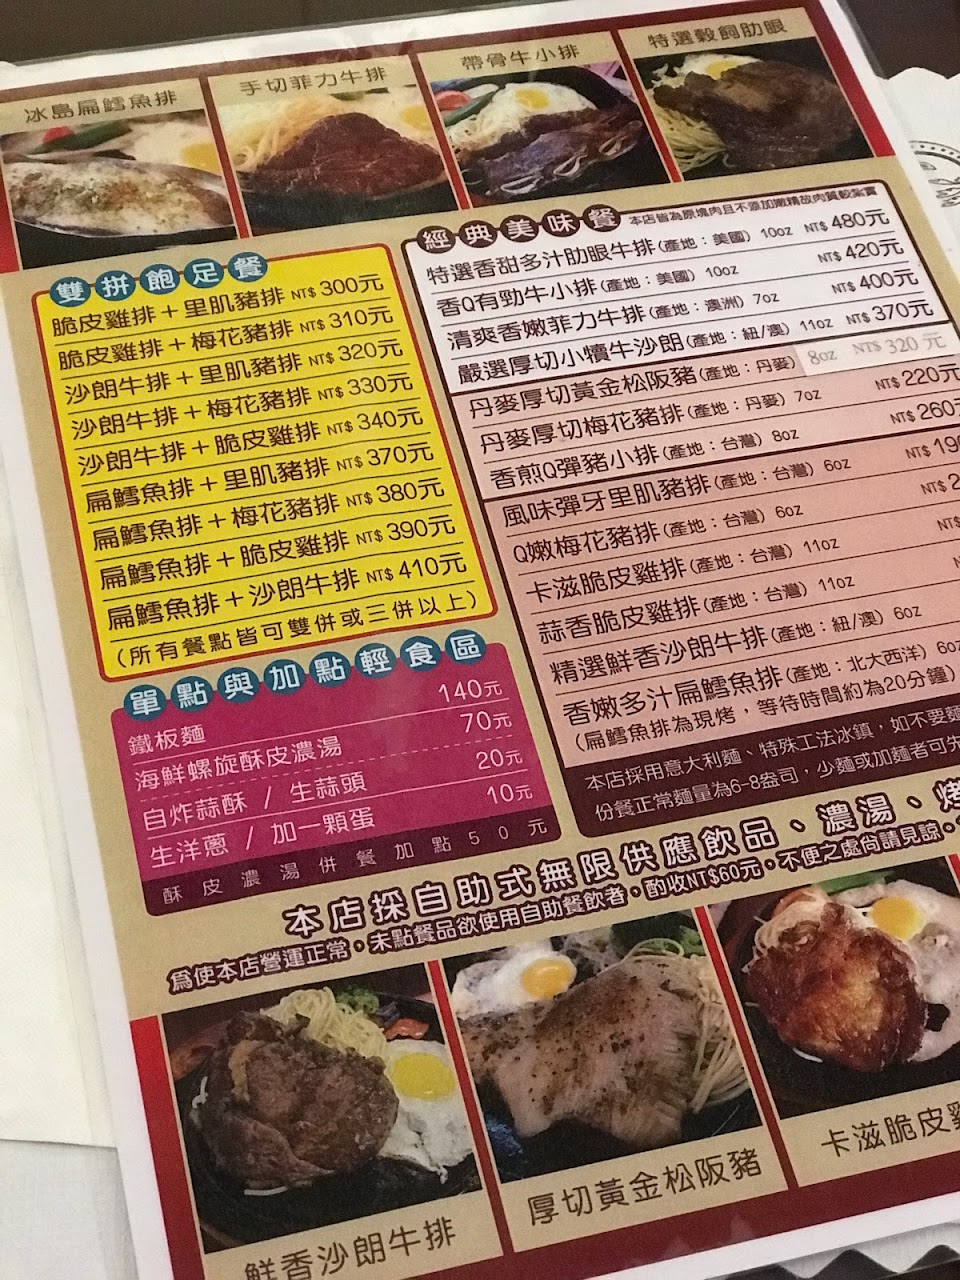 冰島扁鱈魚排
手切菲力牛排
帶骨牛小排
特選穀飼肋眼
雙拼飽足餐
脆皮雞排＋里肌豬排 NT$ 300元
脆皮雞排＋梅花豬排 NT$ 310元
沙朗牛排＋里肌豬排 NT$ 320元
沙朗牛排＋梅花豬排 NT$ 330元
沙朗牛排＋脆皮雞排 NT$ 340元
扁鱈魚排＋里肌豬排 NT$ 370元
扁鱈魚排＋梅花豬排 NT$ 380元
扁鱈魚排＋脆皮雞排 NT$ 390元
扁鱈魚排＋沙朗牛排 NT$ 410元
(所有餐點皆可雙併或三併以上)
單點與加點輕食區
鐵板麵 140元
海鮮螺旋酥皮濃湯 70元
自炸蒜酥 / 生蒜頭 20元
生洋蔥 / 加一顆蛋 10元
酥皮濃湯併餐加點50元
經典美味餐 本店皆為原塊肉且不添加嫩精故肉質較紮實
特選香甜多汁肋眼牛排(產地：美國) 10oz NT$ 480元
香Q有勁牛小排(產地：美國) 10oz NT$ 420元
清爽香嫩菲力牛排(產地：澳洲) 7oz NT$ 400元
嚴選厚切小犢牛沙朗(產地：紐/澳) 11oz NT$ 370元
丹麥厚切黃金松阪豬(產地：丹麥) 8oz NT$ 320元
丹麥厚切梅花豬排(產地：丹麥) 7oz NT$ 220元
香煎Q彈豬小排(產地：台灣) 8oz NT$ 260元
風味彈牙里肌豬排(產地：台灣) 6oz NT$ 19
Q嫩梅花豬排(產地：台灣) 6oz NT$ 2
卡滋脆皮雞排(產地：台灣) 11oz NT$
蒜香脆皮雞排(產地：台灣) 11oz
精選鮮香沙朗牛排(產地：紐/澳) 6oz
香嫩多汁扁鱈魚排(產地：北大西洋) 6oz
(扁鱈魚排為現烤，等待時間約為20分鐘)
本店採用意大利麵、特殊工法冰鎮，如不要麵
份餐正常麵量為6-8盎司，少麵或加麵者可先
本店採自助式無限供應飲品、濃湯、烤
為使本店營運正常，未點餐品欲使用自助餐飲者，酌收NT$60元，不便之處尚請見諒。
鮮香沙朗牛排
厚切黃金松阪豬
卡滋脆皮雞